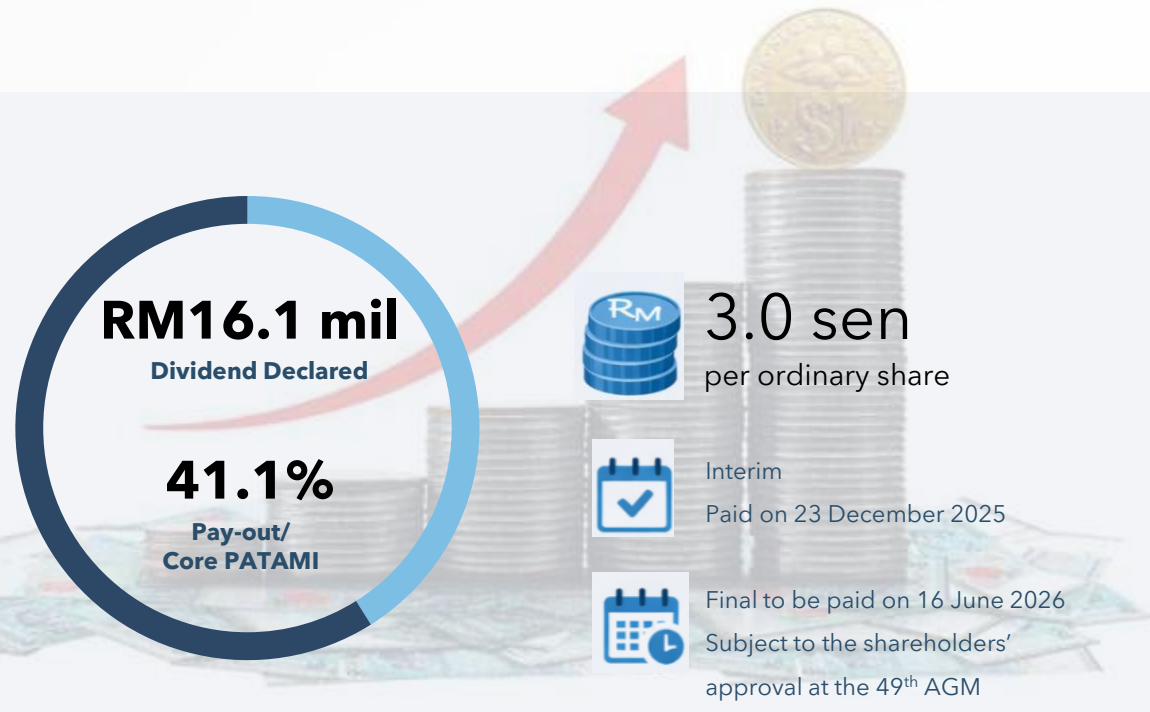 RM16.1 mil
Dividend Declared
41.1%
Pay-out/
Core PATAMI
RM
3.0 sen
per ordinary share
Interim
Paid on 23 December 2025
Final to be paid on 16 June 2026
Subject to the shareholders’
approval at the 49th AGM